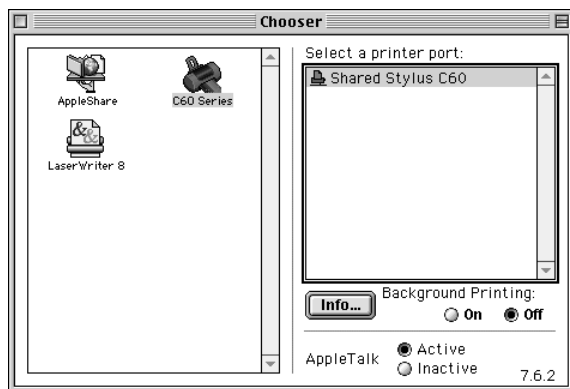 Chooser
AppleShare
C60 Series
LaserWriter 8
Select a printer port:
Shared Stylus C60
Info...
Background Printing:
On Off
AppleTalk
Active
Inactive
7.6.2